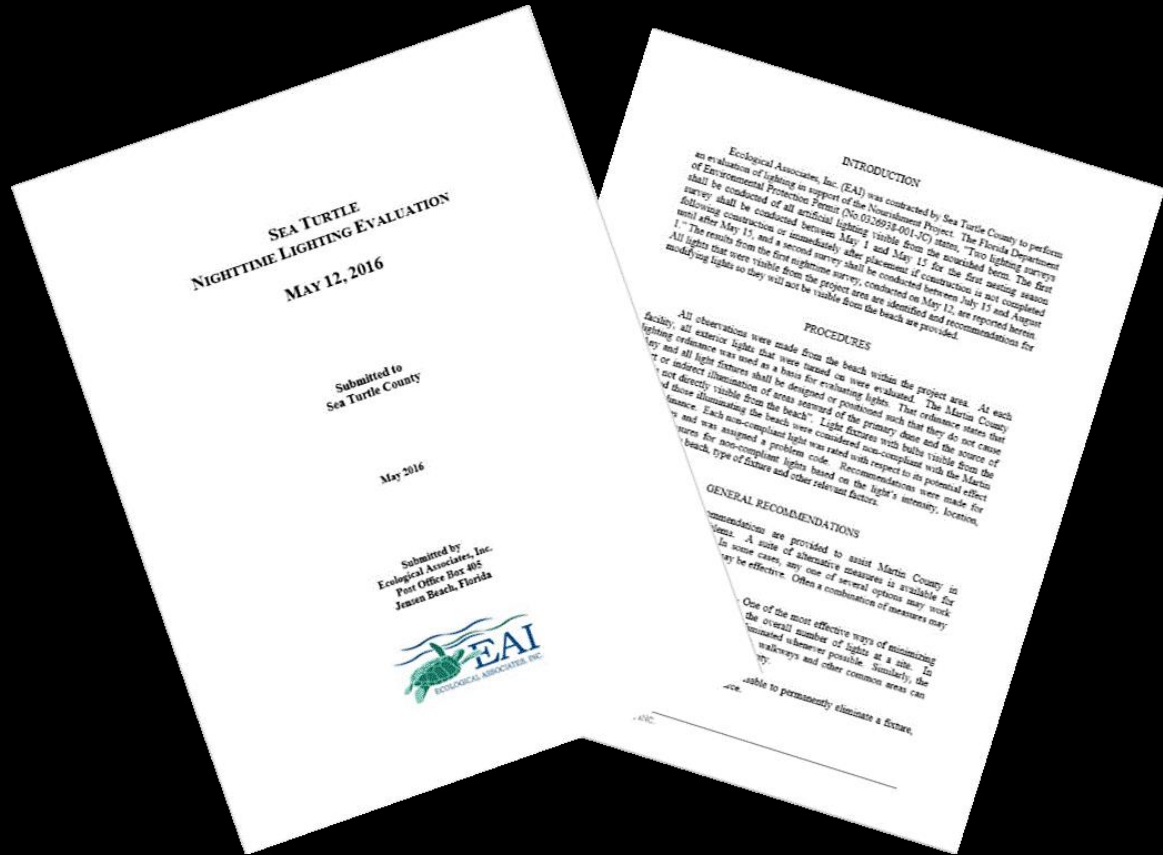 SEA TURTLE
NIGHTTIME LIGHTING EVALUATION
MAY 12, 2016
Submitted to
Sea Turtle County
May 2016
Submitted by
Ecological Associates, Inc.
Post Office Box 405
Jensen Beach, Florida
EAI
ECOLOGICAL ASSOCIATES, INC.
INTRODUCTION
Ecological Associates, Inc. (EAI) was contracted by Sea Turtle County to perform
an evaluation of lighting in support of the Nourishment Project. The Florida Department
of Environmental Protection Permit (No.0326938-001-JC) states, "Two lighting surveys
shall be conducted of all artificial lighting visible from the nourished berm. The first
survey shall be conducted between May 1 and May 15 for the first nesting season
following construction or immediately after placement if construction is not completed
until after May 15, and a second survey shall be conducted between July 15 and August
1." The results from the first nighttime survey, conducted on May 12, are reported herein.
All lights that were visible from the project area are identified and recommendations for
modifying lights so they will not be visible from the beach are provided.
PROCEDURES
All observations were made from the beach within the project area. At each
facility, all exterior lights that were turned on were evaluated. The Martin County
lighting ordinance was used as a basis for evaluating lights. That ordinance states that
any and all light fixtures shall be designed or positioned such that they do not cause
or indirect illumination of areas seaward of the primary dune and the source of
not directly visible from the beach". Light fixtures with bulbs visible from the
those illuminating the beach were considered non-compliant with the Martin
Each non-compliant light was rated with respect to its potential effect
and was assigned a problem code. Recommendations were made for
for non-compliant lights based on the light's intensity, location,
beach, type of fixture and other relevant factors.
GENERAL RECOMMENDATIONS
are provided to assist Martin County in
A suite of alternative measures is available for
In some cases, any one of several options may work
may be effective. Often a combination of measures may
One of the most effective ways of minimizing
the overall number of lights at a site. In
whenever possible. Similarly, the
walkways and other common areas can
to permanently eliminate a fixture,
INC.